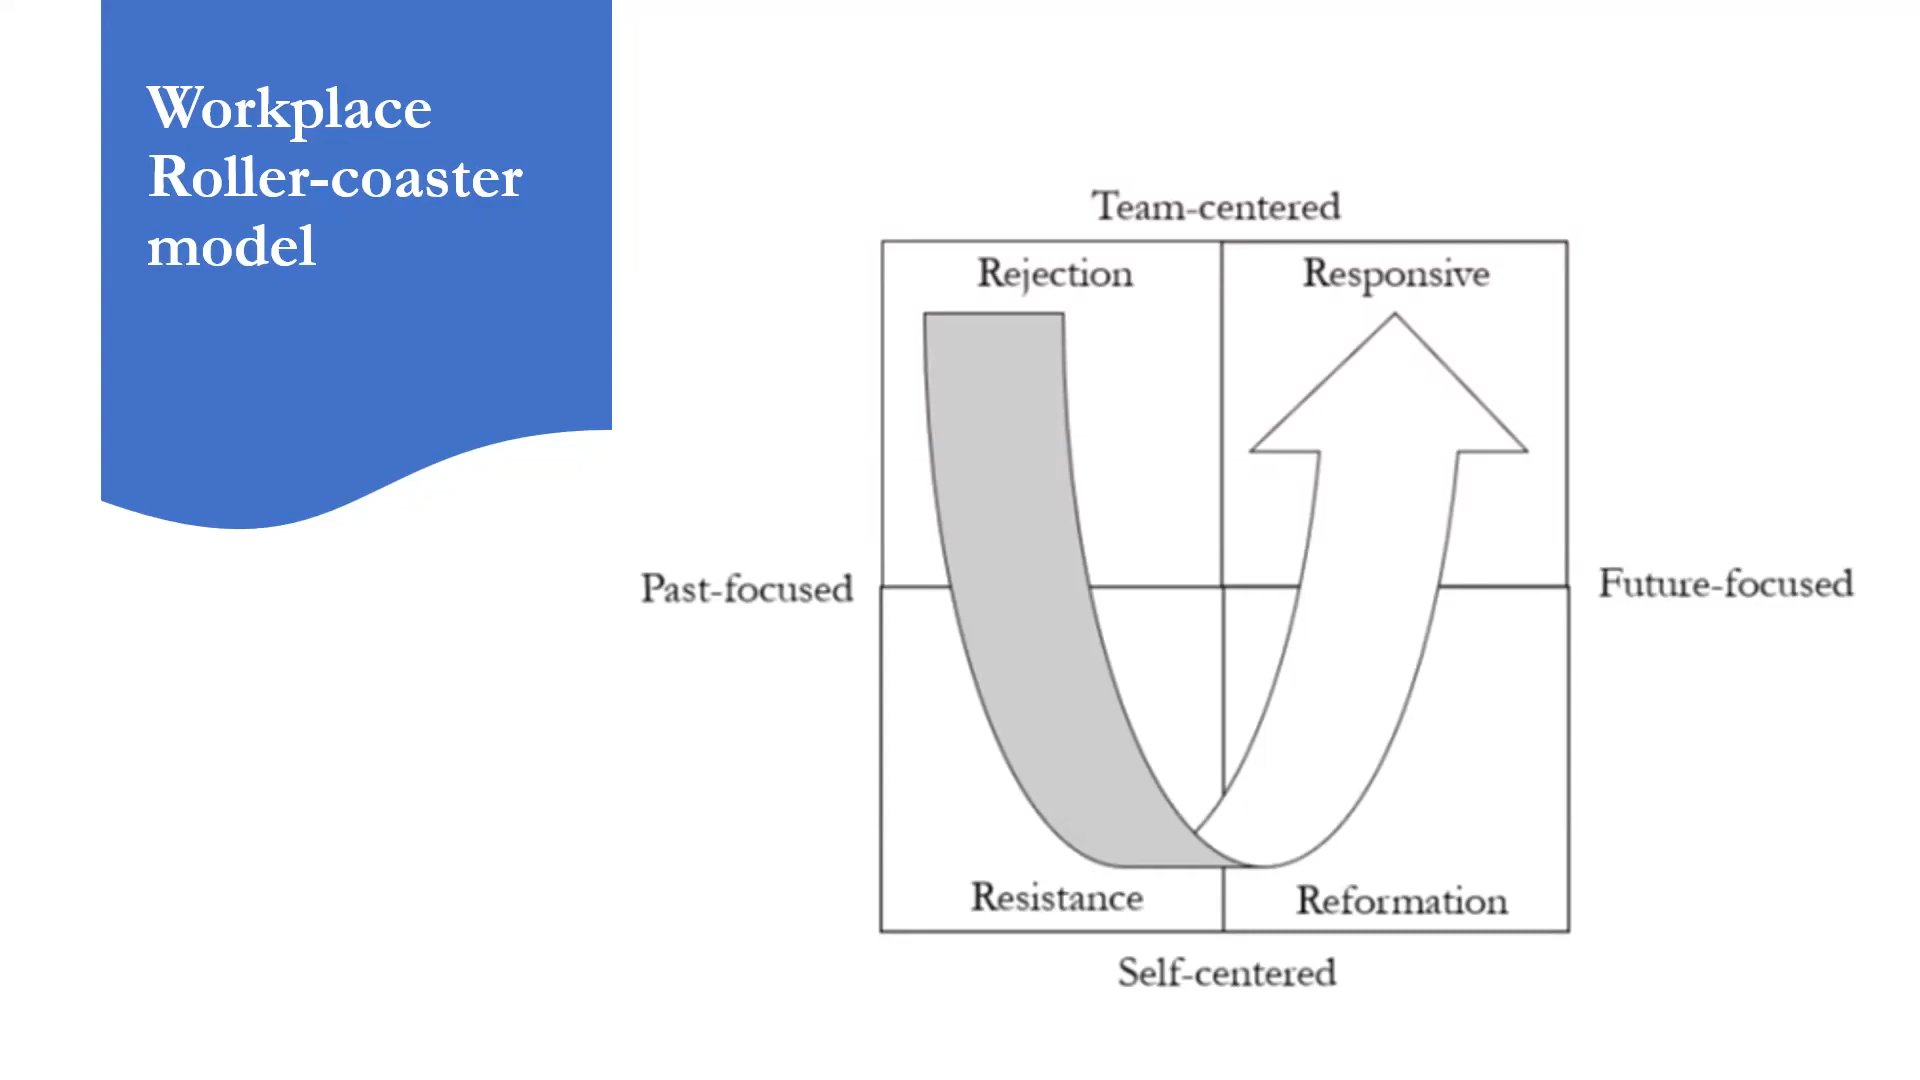 Workplace
Roller-coaster
model
Team-centered
Rejection
Responsive
Past-focused
Future-focused
Resistance
Reformation
Self-centered